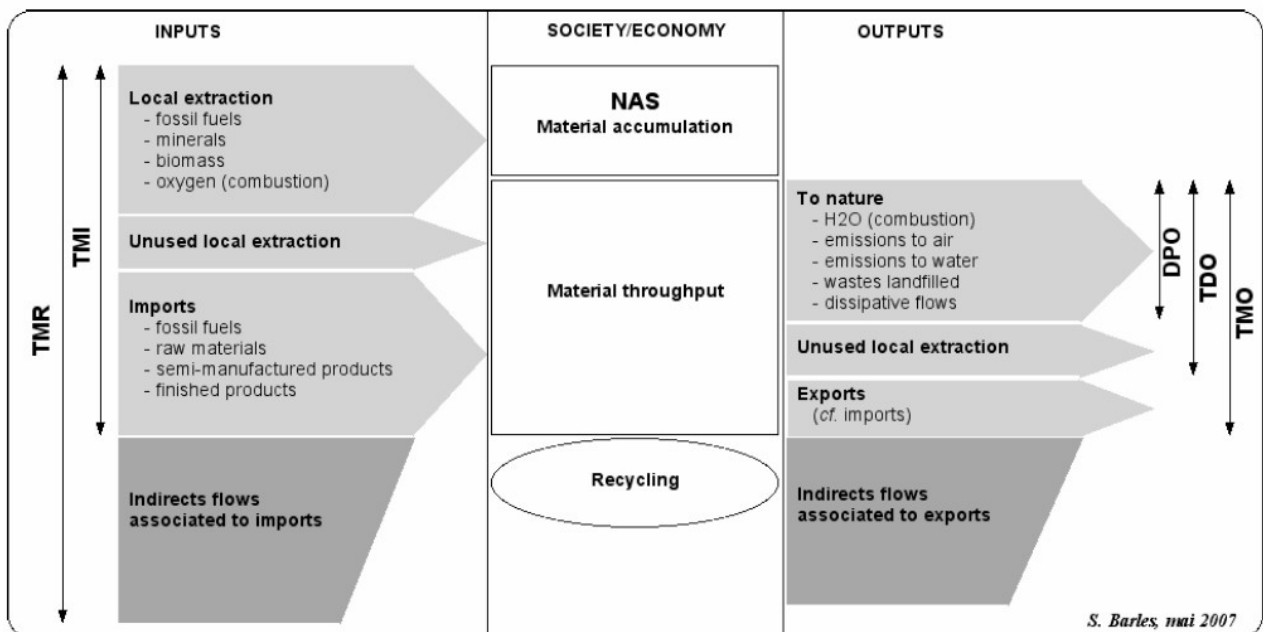 INPUTS
SOCIETY/ECONOMY
OUTPUTS
TMR
TMI
Local extraction
- fossil fuels
- minerals
- biomass
- oxygen (combustion)
Unused local extraction
Imports
- fossil fuels
- raw materials
- semi-manufactured products
- finished products
Indirects flows
associated to imports
NAS
Material accumulation
Material throughput
Recycling
To nature
- H2O (combustion)
- emissions to air
- emissions to water
- wastes landfilled
- dissipative flows
Unused local extraction
Exports
(cf. imports)
Indirects flows
associated to exports
DPO
TDO
TMO
S. Barles, mai 2007